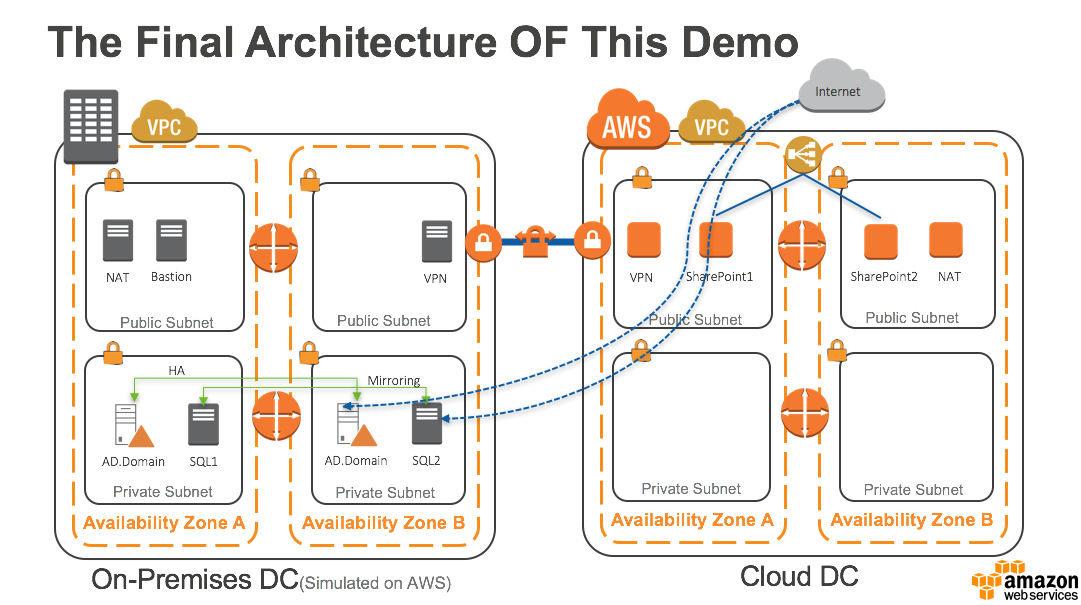 The Final Architecture OF This Demo
Internet
VPC
AWS
VPC
NAT
Bastion
VPN
VPN
SharePoint1
SharePoint2
NAT
Public Subnet
Public Subnet
Public Subnet
Public Subnet
HA
Mirroring
AD.Domain
SQL1
AD.Domain
SQL2
Private Subnet
Private Subnet
Private Subnet
Private Subnet
Availability Zone A
Availability Zone B
Availability Zone A
Availability Zone B
On-Premises DC(Simulated on AWS)
Cloud DC
amazon
web services